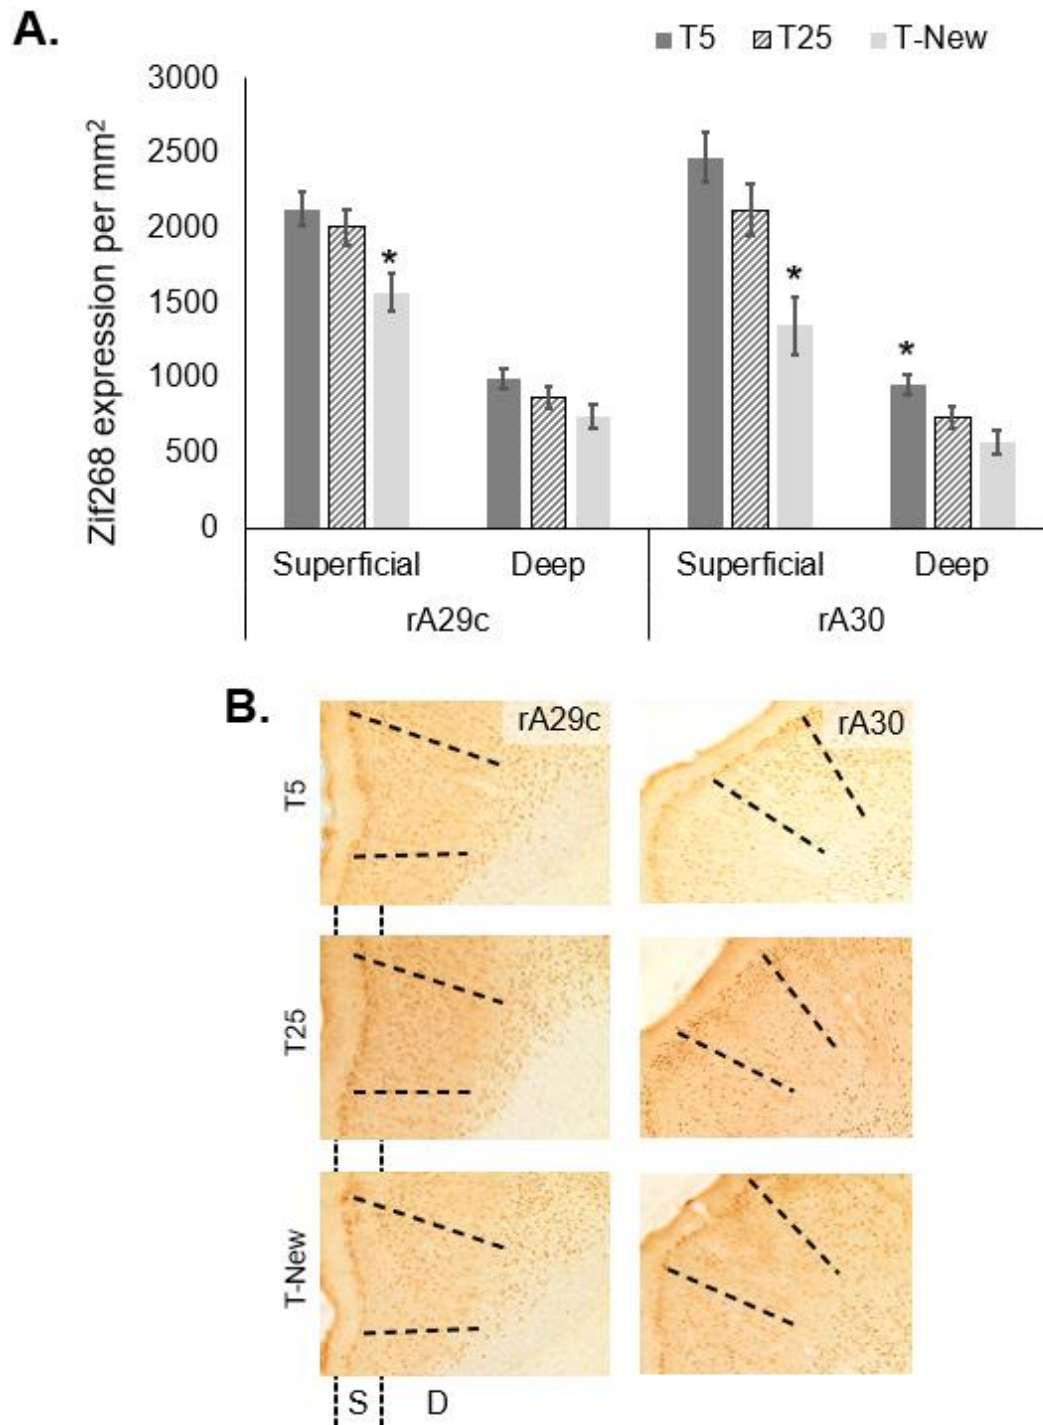 A.
T5 T25 T-New
Zif268 expression per mm²
3000
2500
2000
1500
1000
500
0
*
*
*
Superficial Deep Superficial Deep
rA29c rA30
B.
rA29c rA30
T5
T25
T-New
S D